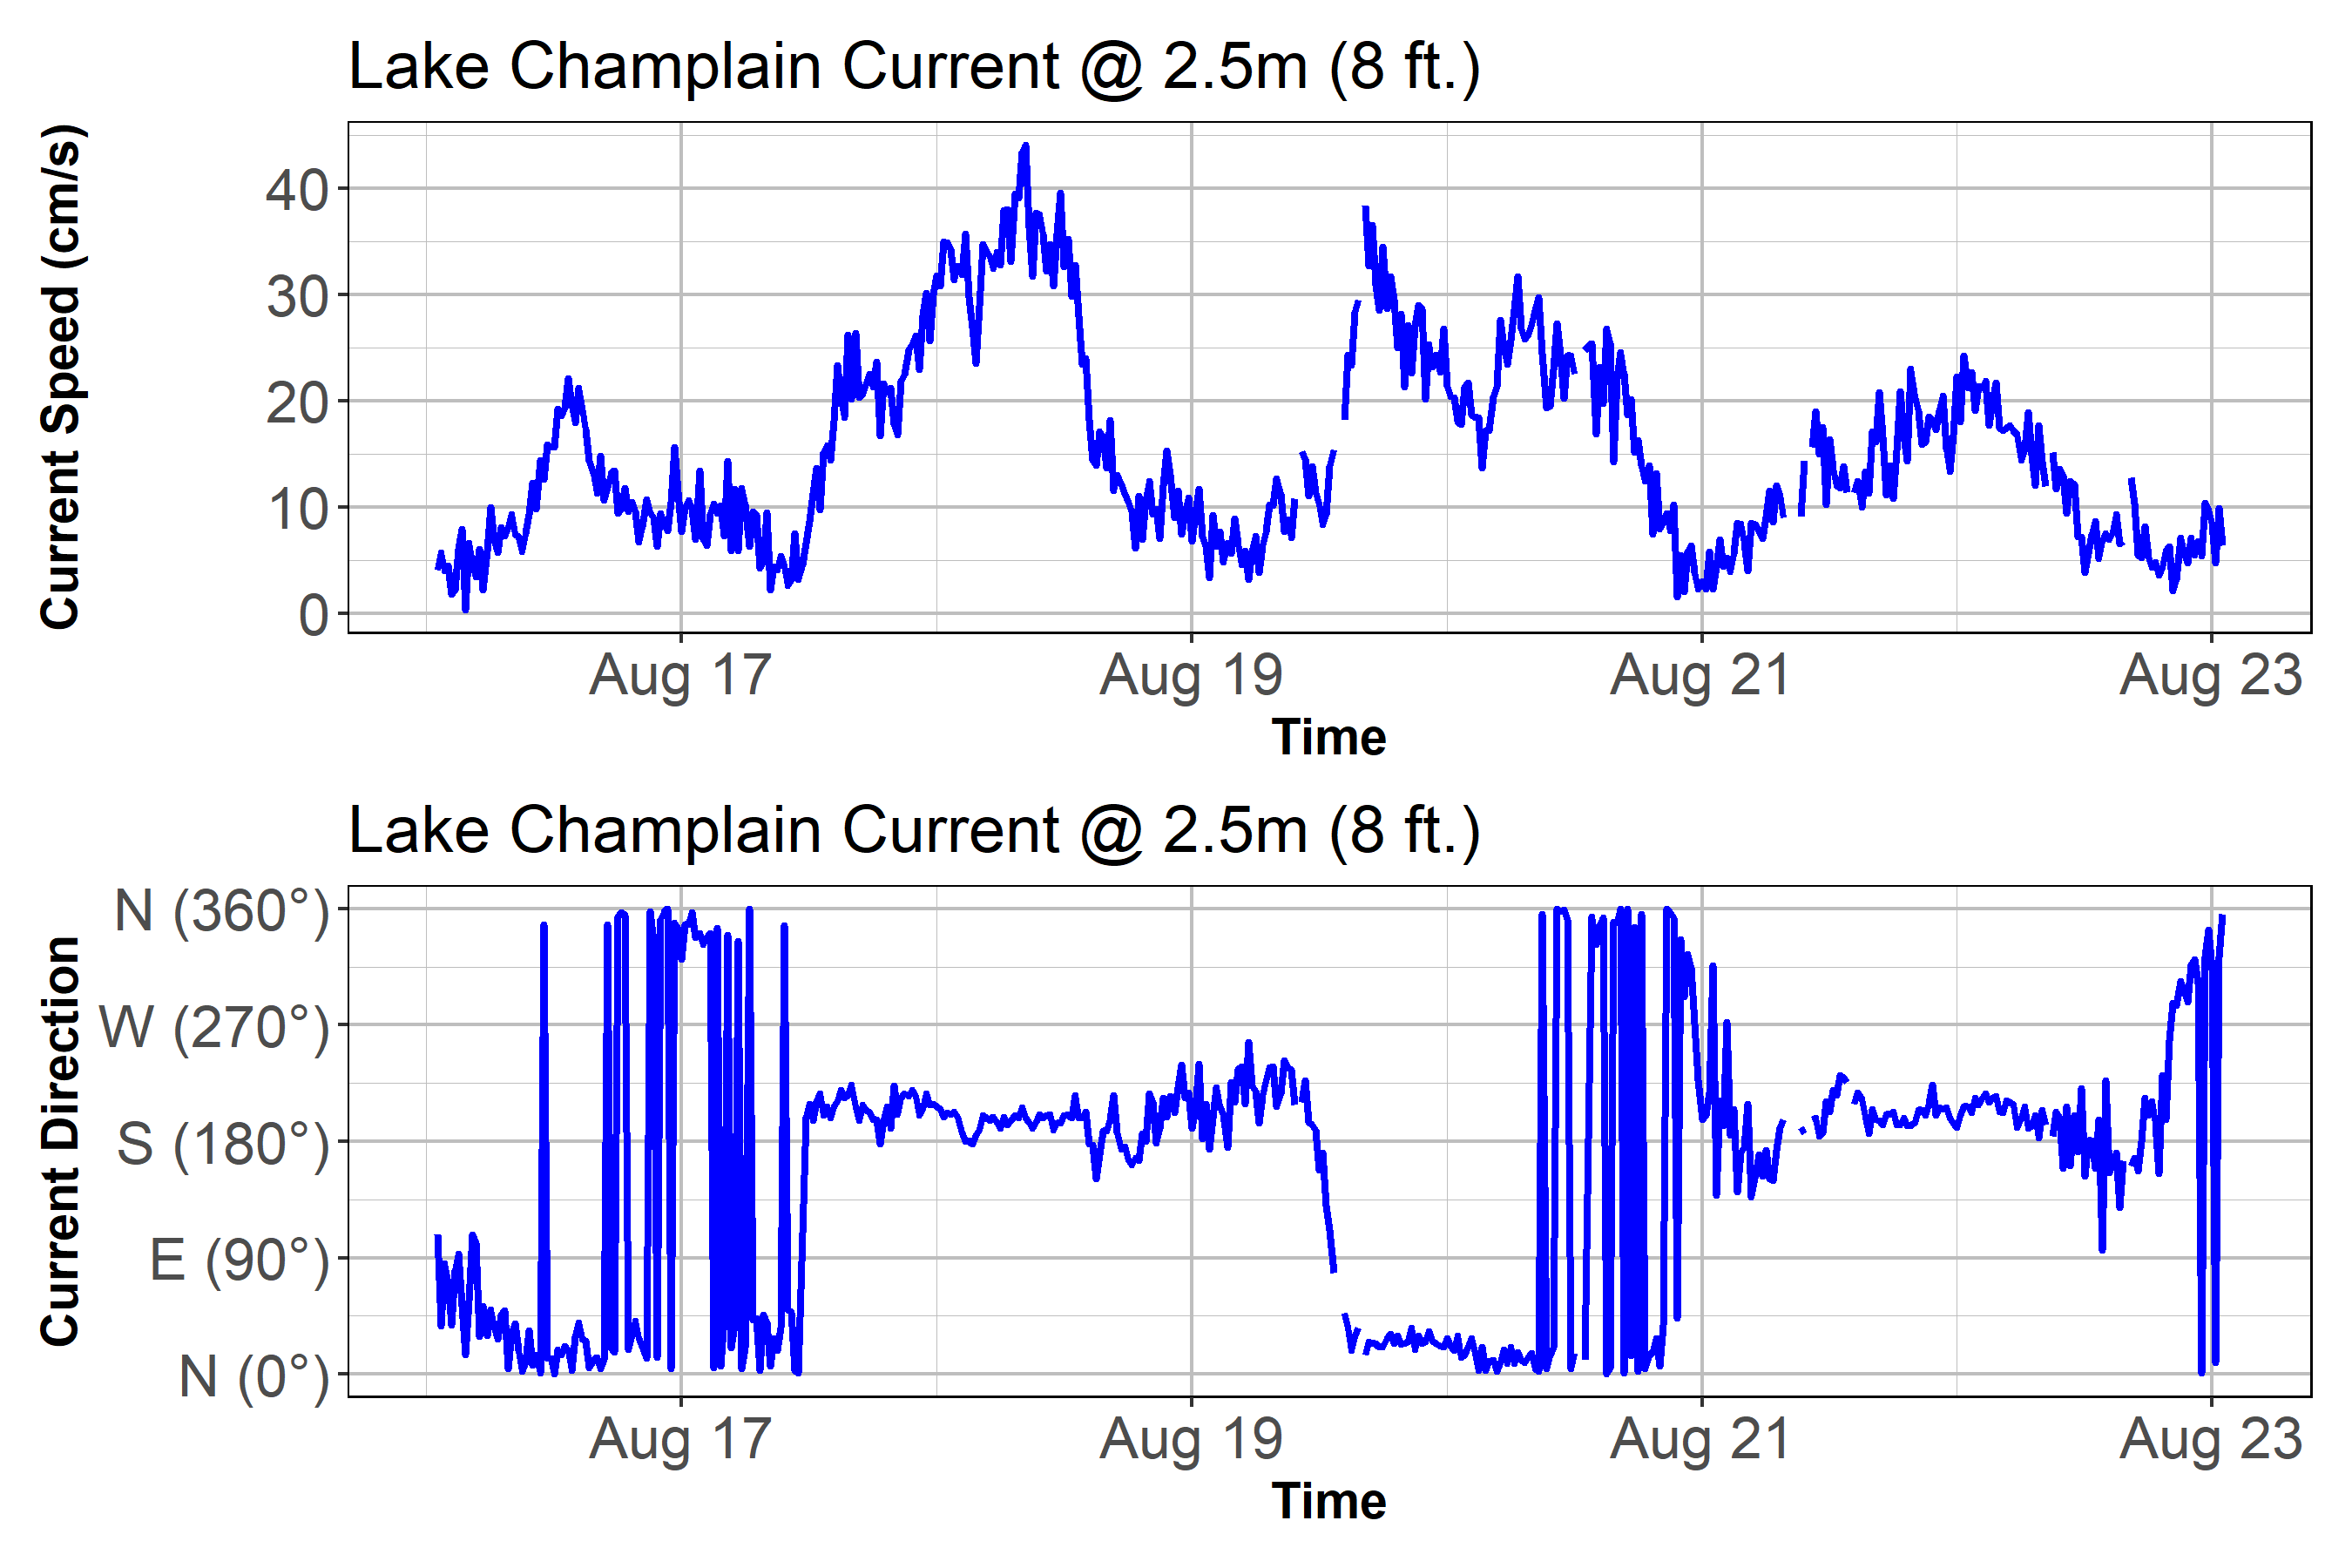 Lake Champlain Current @ 2.5m (8 ft.)
Current Speed (cm/s)
40
30
20
10
0
Aug 17 Aug 19 Aug 21 Aug 23
Time
Lake Champlain Current @ 2.5m (8 ft.)
Current Direction
N (360°)
W (270°)
S (180°)
E (90°)
N (0°)
Aug 17 Aug 19 Aug 21 Aug 23
Time